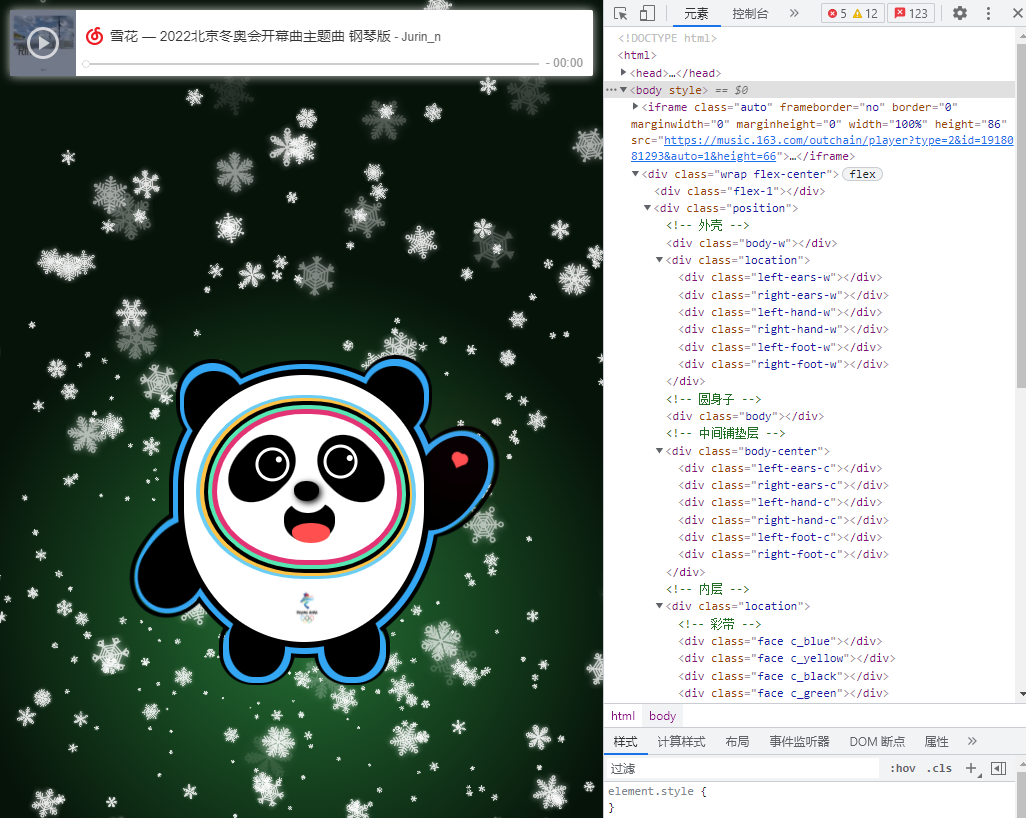 雪花 — 2022北京冬奥会开幕曲主题曲 钢琴版 - Jurin_n
- 00:00
元素 控制台 » 5 12 123
<!DOCTYPE html>
<html>
<head>…</head>
<body style> == $0
<iframe class="auto" frameborder="no" border="0"
marginwidth="0" marginheight="0" width="100%" height="86"
src="https://music.163.com/outchain/player?type=2&id=19180
81293&auto=1&height=66">…</iframe>
<div class="wrap flex-center"> flex
<div class="flex-1"></div>
<div class="position">
<!-- 外壳 -->
<div class="body-w"></div>
<div class="location">
<div class="left-ears-w"></div>
<div class="right-ears-w"></div>
<div class="left-hand-w"></div>
<div class="right-hand-w"></div>
<div class="left-foot-w"></div>
<div class="right-foot-w"></div>
</div>
<!-- 圆身子 -->
<div class="body"></div>
<!-- 中间铺垫层 -->
<div class="body-center">
<div class="left-ears-c"></div>
<div class="right-ears-c"></div>
<div class="left-hand-c"></div>
<div class="right-hand-c"></div>
<div class="left-foot-c"></div>
<div class="right-foot-c"></div>
</div>
<!-- 内层 -->
<div class="location">
<!-- 彩带 -->
<div class="face c_blue"></div>
<div class="face c_yellow"></div>
<div class="face c_black"></div>
<div class="face c_green"></div>
html body
样式 计算样式 布局 事件监听器 DOM 断点 属性 »
过滤 :hov .cls
element.style {
}